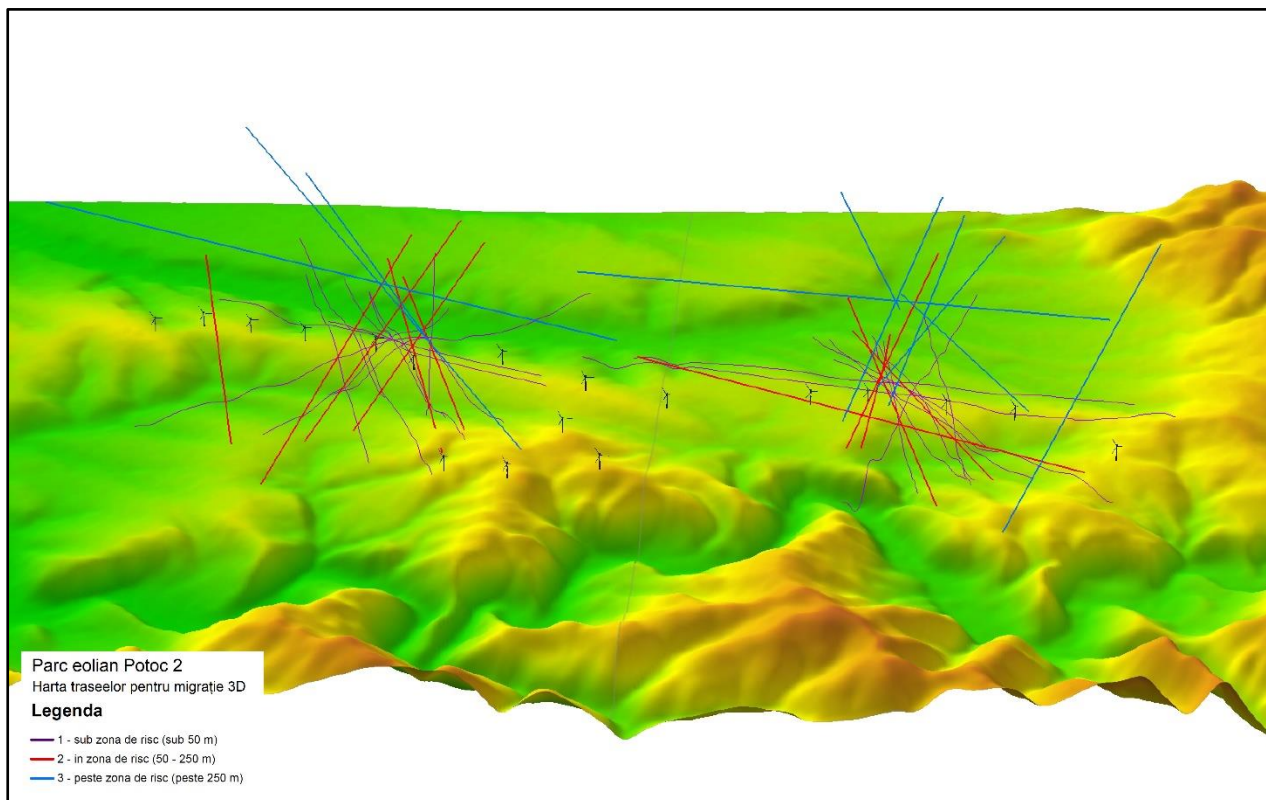 Parc eolian Potoc 2
Harta traseelor pentru migrație 3D
Legenda
1 - sub zona de risc (sub 50 m)
2 - in zona de risc (50 - 250 m)
3 - peste zona de risc (peste 250 m)